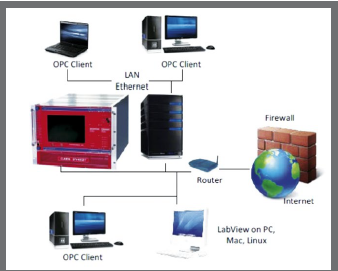 OPC Client
OPC Client
LAN
Ethernet
Firewall
Router
Internet
LabView on PC,
Mac, Linux
OPC Client